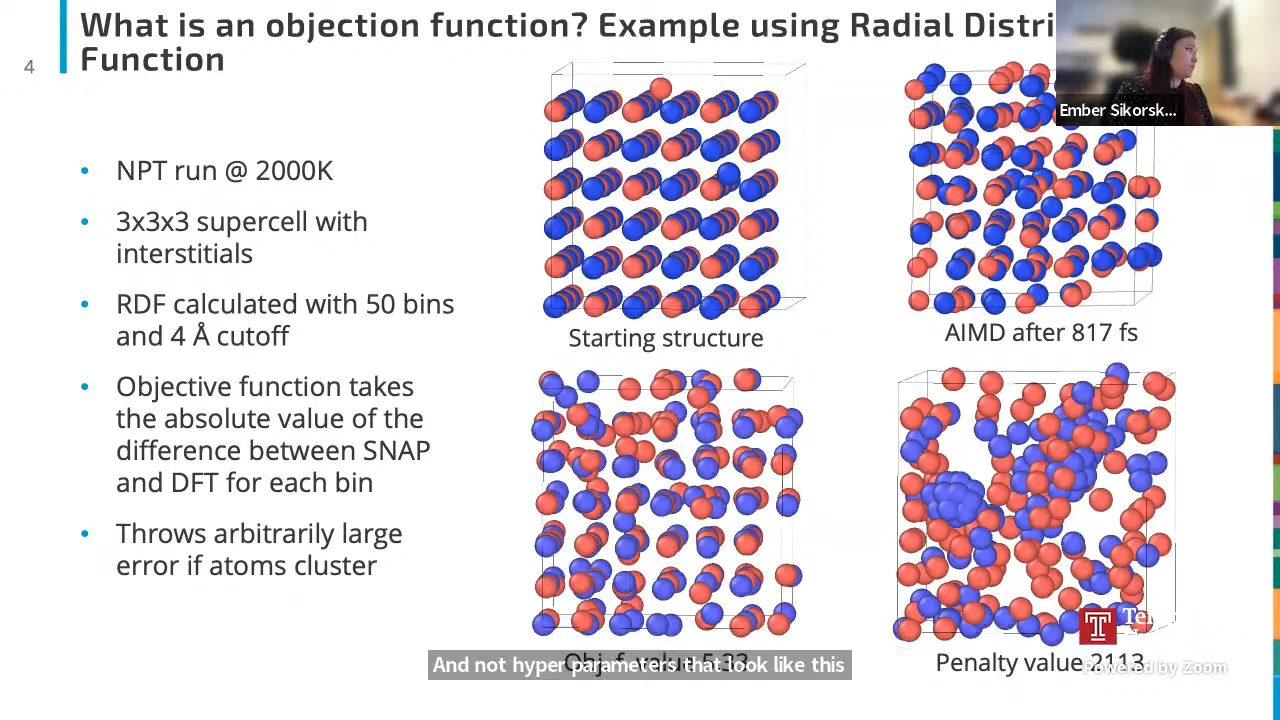 What is an objection function? Example using Radial Distri
Function
4
Ember Sikorsk...
• NPT run @ 2000K
• 3x3x3 supercell with
interstitials
• RDF calculated with 50 bins
and 4 Å cutoff
• Objective function takes
the absolute value of the
difference between SNAP
and DFT for each bin
• Throws arbitrarily large
error if atoms cluster
Starting structure
AIMD after 817 fs
And not hyper parameters that look like this
Penalty value 2113
Powered by Zoom